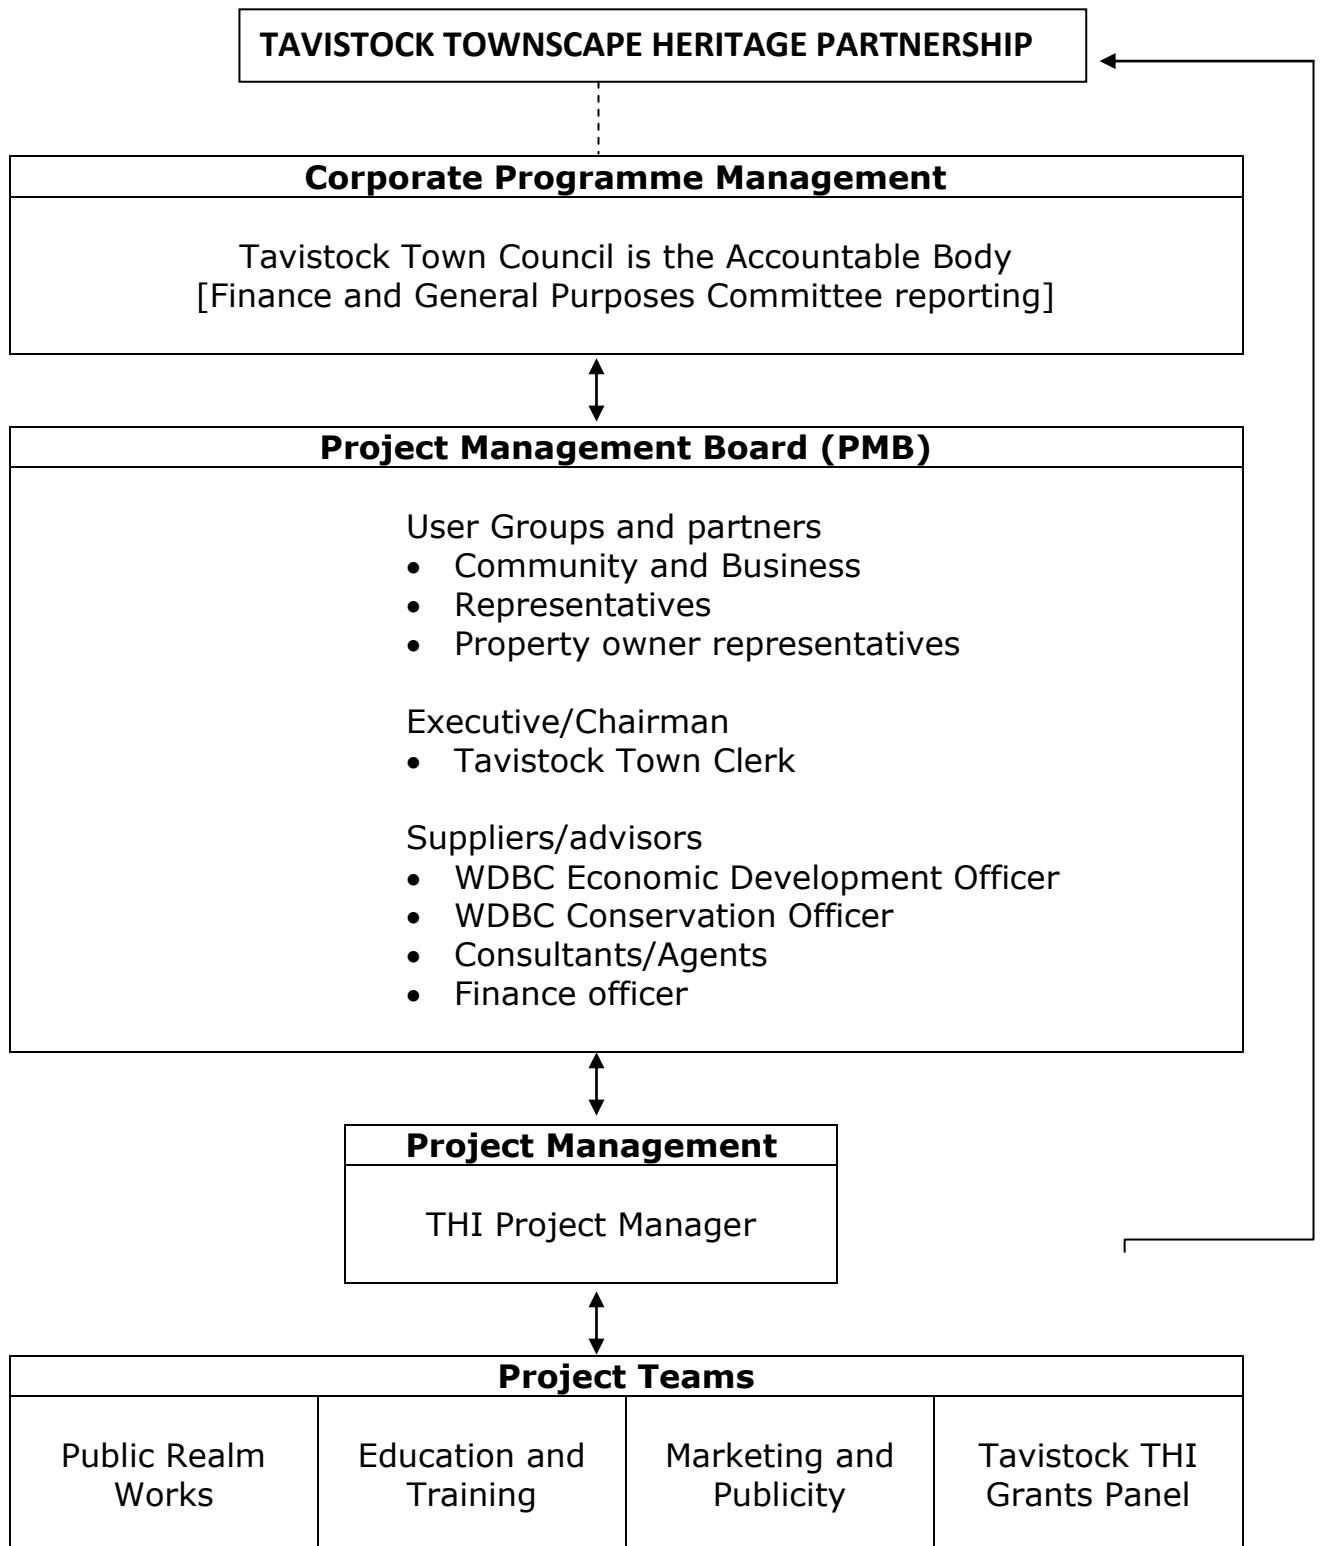 TAVISTOCK TOWNSCAPE HERITAGE PARTNERSHIP
Corporate Programme Management
Tavistock Town Council is the Accountable Body
[Finance and General Purposes Committee reporting]
Project Management Board (PMB)
User Groups and partners
• Community and Business
• Representatives
• Property owner representatives
Executive/Chairman
• Tavistock Town Clerk
Suppliers/advisors
• WDBC Economic Development Officer
• WDBC Conservation Officer
• Consultants/Agents
• Finance officer
Project Management
THI Project Manager
Project Teams
Public Realm
Works
Education and
Training
Marketing and
Publicity
Tavistock THI
Grants Panel